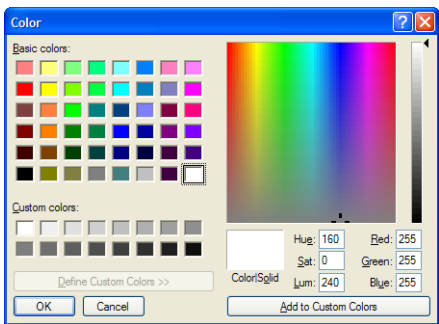 Color
Basic colors:
Custom colors:
Define Custom Colors >>
OK
Cancel
Color|Solid
Hue: 160
Sat: 0
Lum: 240
Red: 255
Green: 255
Blue: 255
Add to Custom Colors